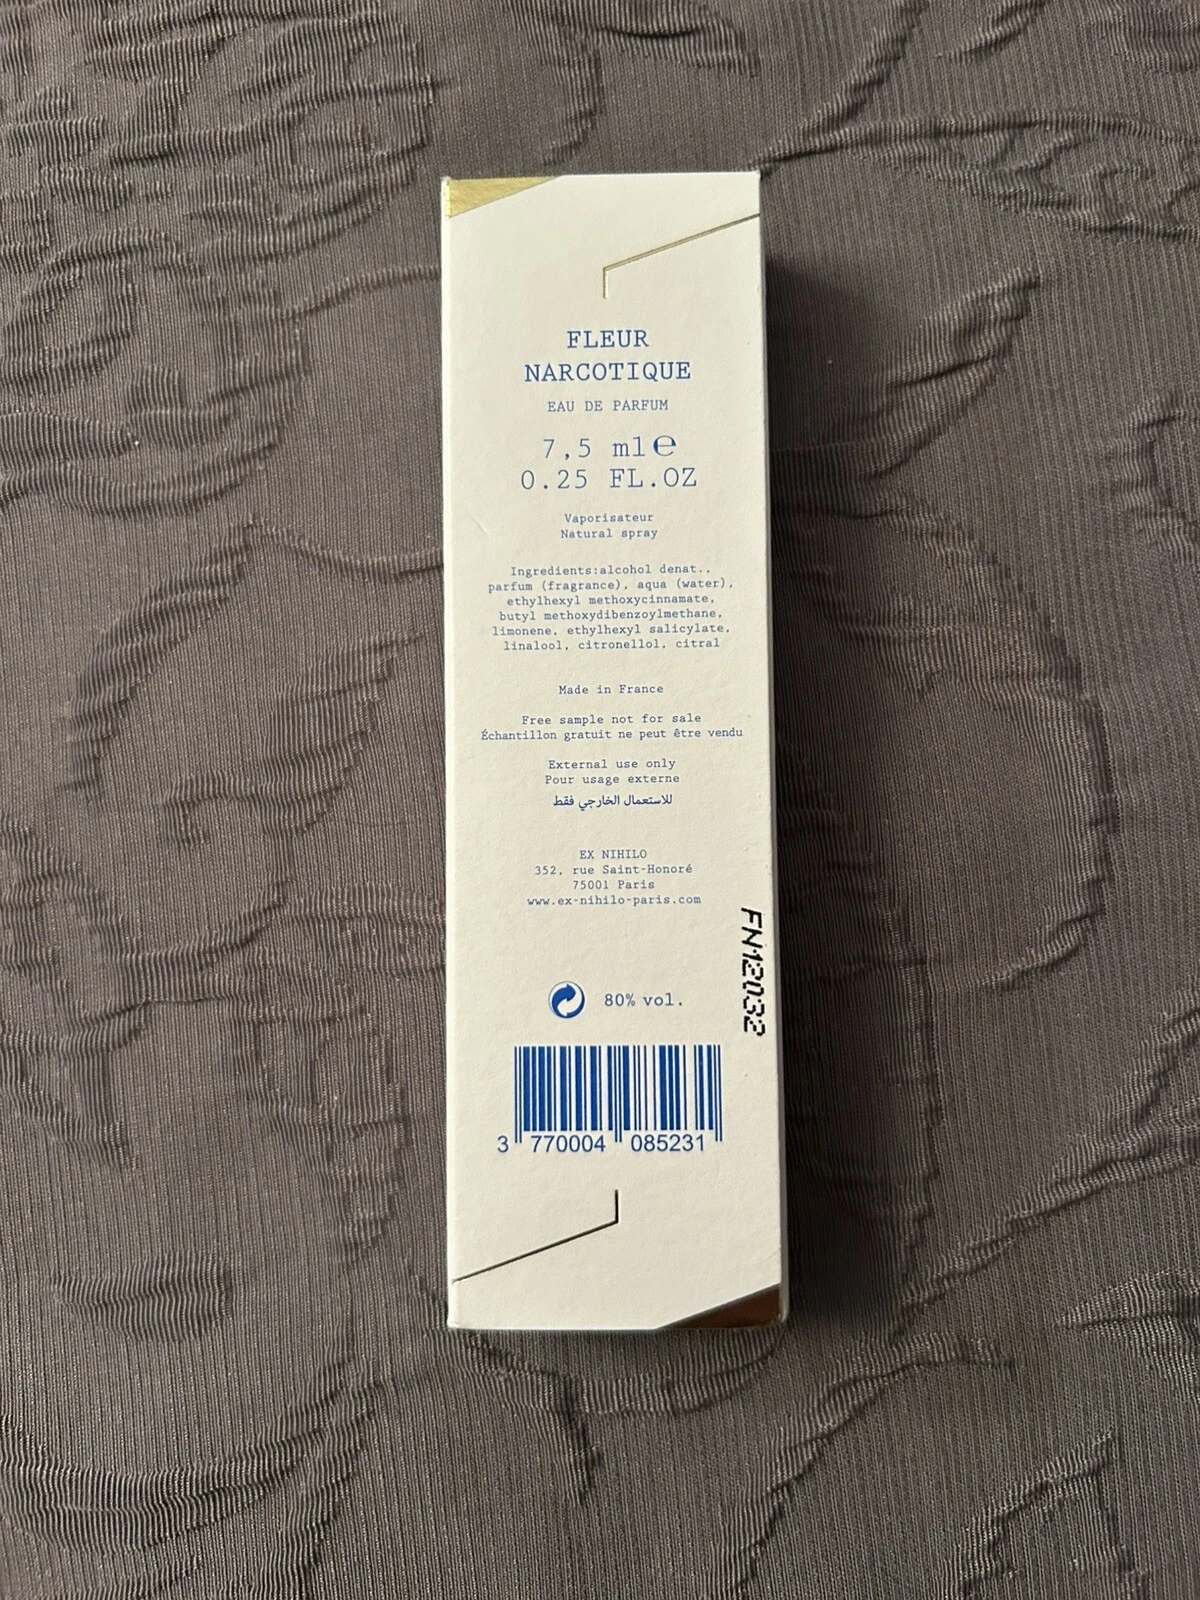 FLEUR
NARCOTIQUE
EAU DE PARFUM
7,5 ml℮
0.25 FL.OZ
Vaporisateur
Natural spray
Ingredients:alcohol denat..
parfum (fragrance), aqua (water),
ethylhexyl methoxycinnamate,
butyl methoxydibenzoylmethane,
limonene, ethylhexyl salicylate,
linalool, citronellol, citral
Made in France
Free sample not for sale
Échantillon gratuit ne peut être vendu
External use only
Pour usage externe
للاستعمال الخارجي فقط
EX NIHILO
352, rue Saint-Honoré
75001 Paris
www.ex-nihilo-paris.com
FN12032
80% vol.
3 770004 085231